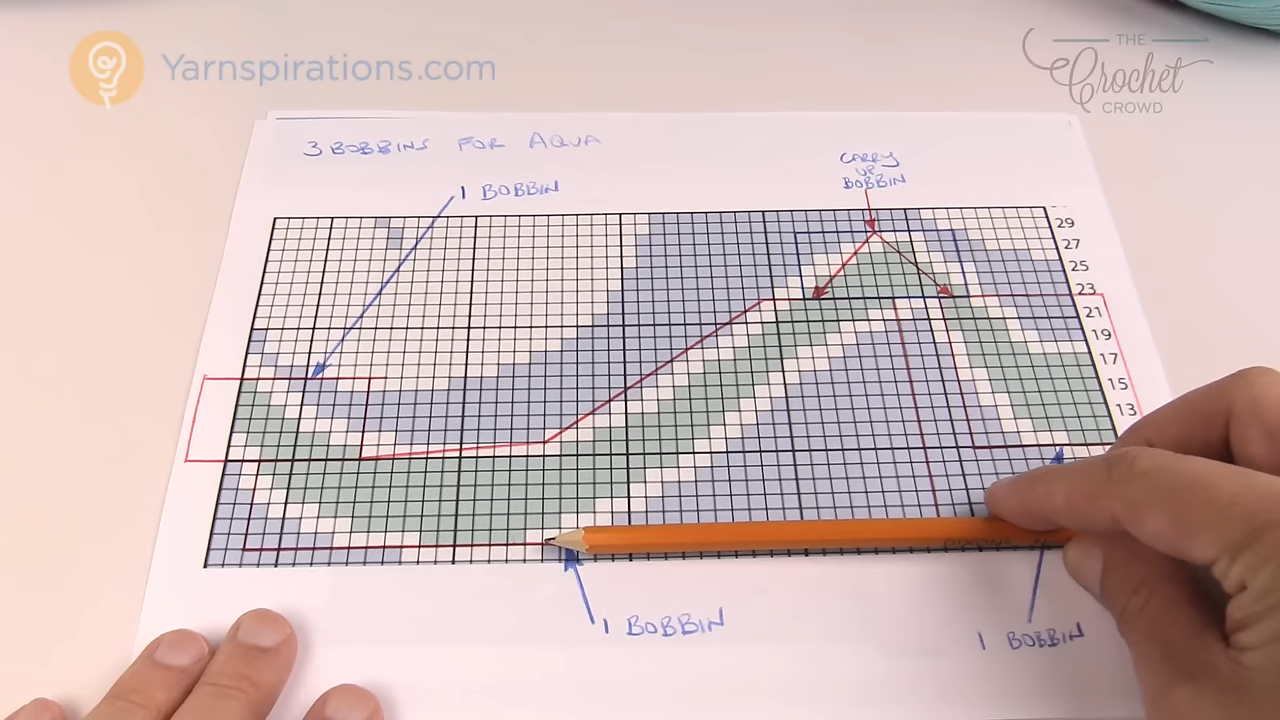 Yarnspirations.com
THE
Crochet
CROWD
3 BOBBINS FOR AQUA
1 BOBBIN
CARRY
UP
BOBBIN
29
27
25
23
21
19
17
15
13
1 BOBBIN
1 BOBBIN